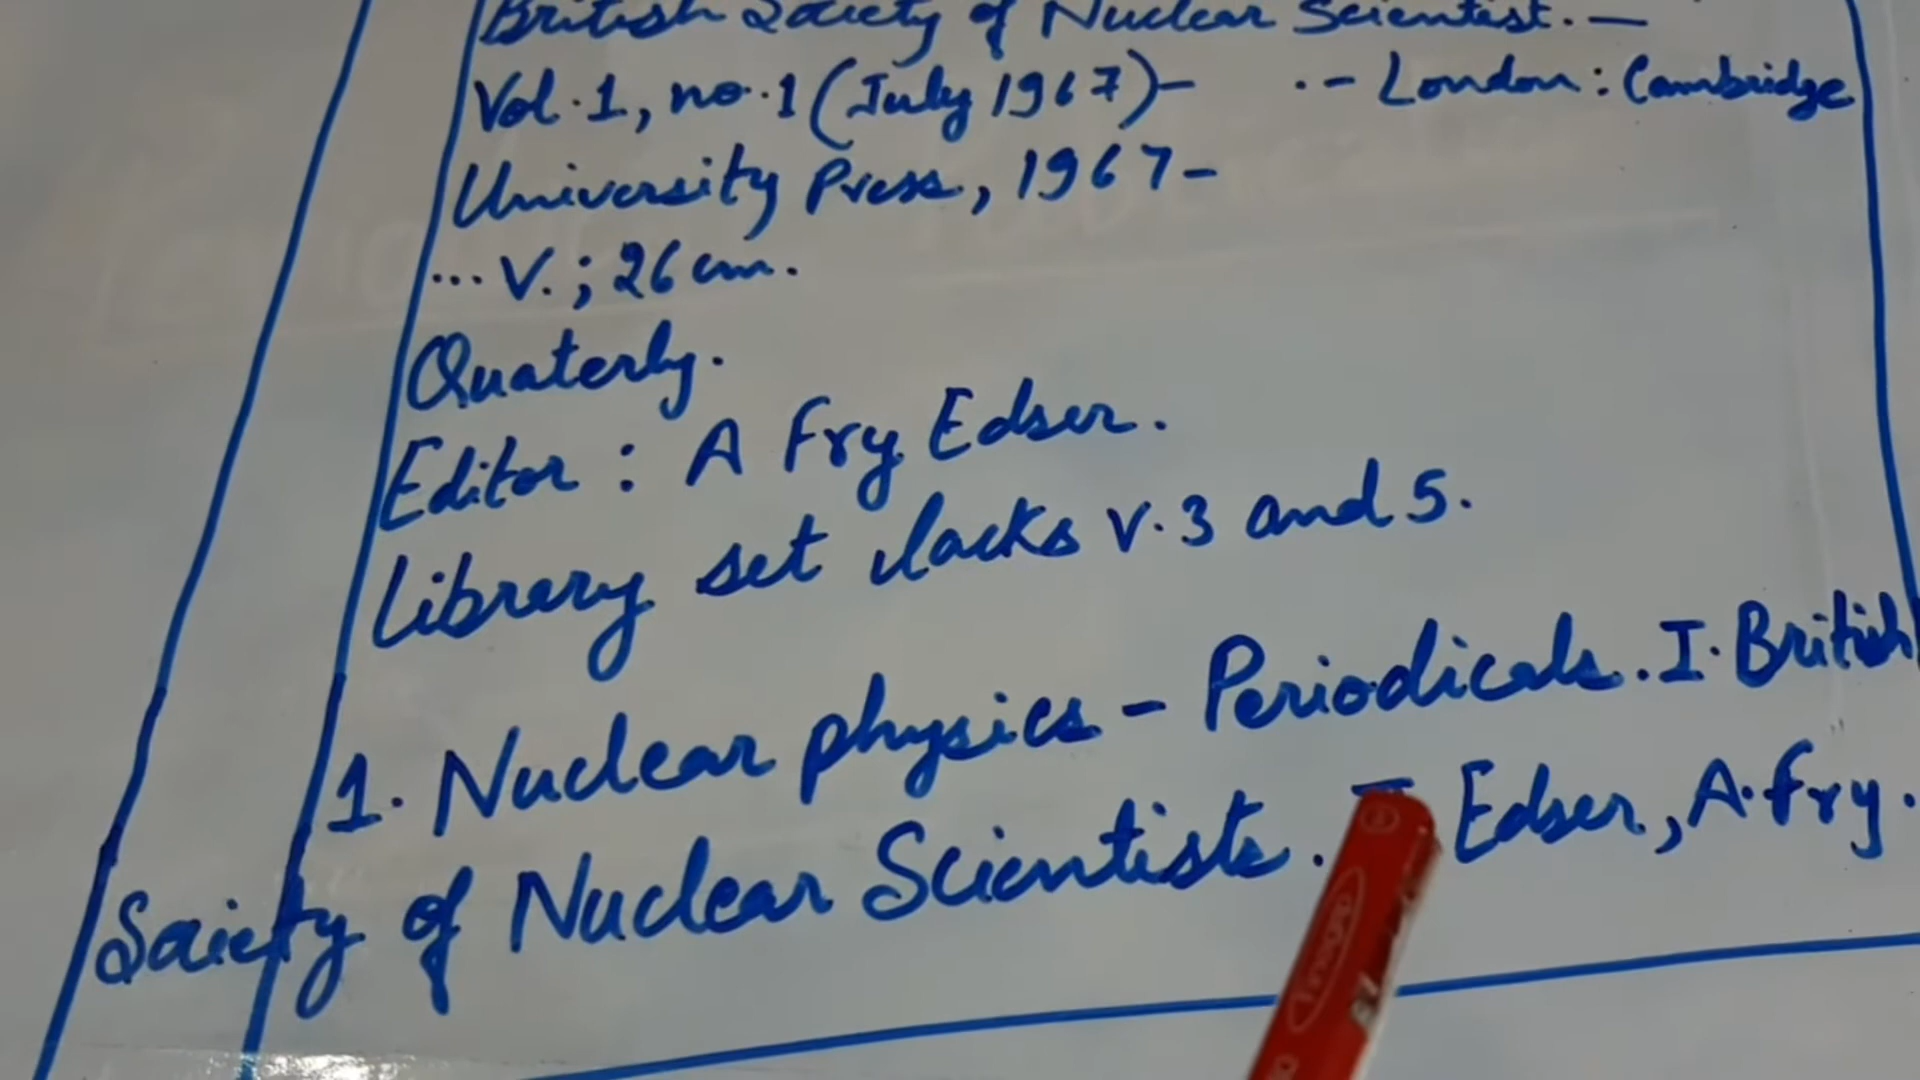 British Society of Nuclear Scientist. —
Vol. 1, no. 1 (July 1967)- .- London : Cambridge
University Press, 1967-
... V. ; 26 cm.
Quaterly.
Editor : A Fry Edser.
Library set lacks v. 3 and 5.
1. Nuclear physics - Periodicals. I. British
Society of Nuclear Scientists. Edser, A. Fry.